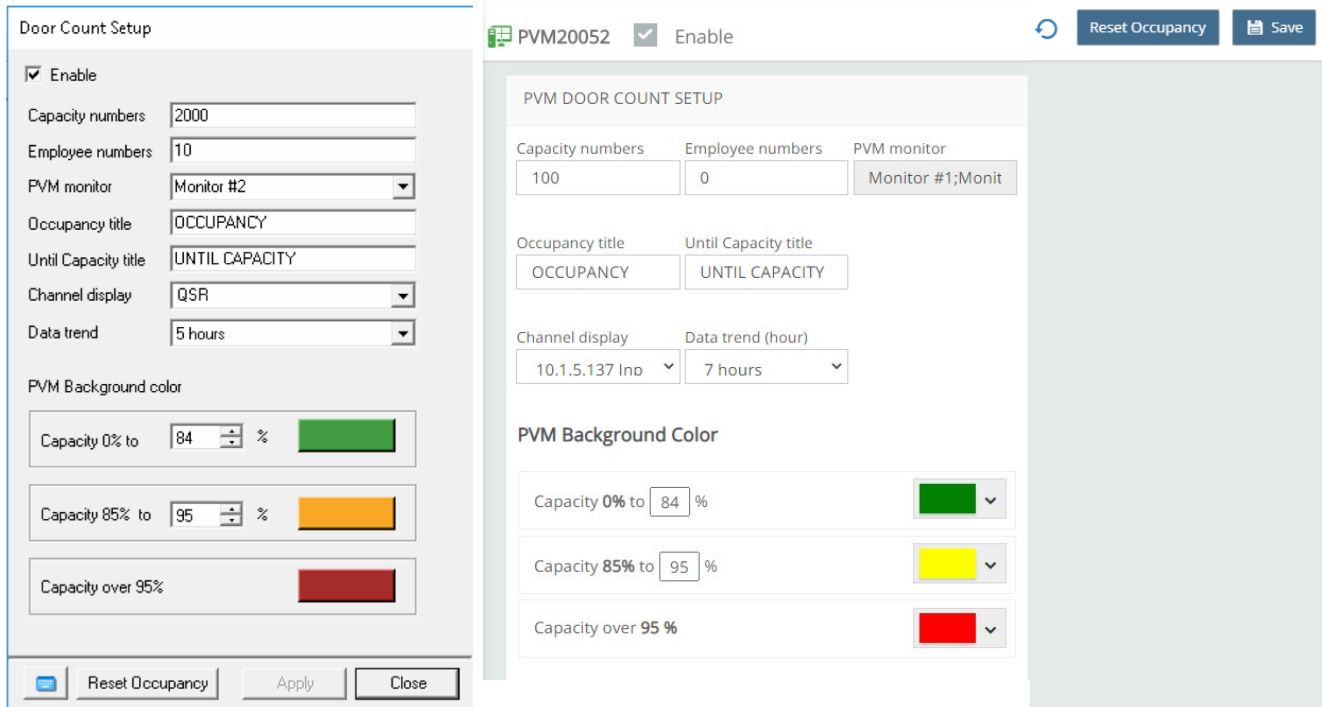 Door Count Setup
Enable
Capacity numbers 2000
Employee numbers 10
PVM monitor Monitor #2
Occupancy title OCCUPANCY
Until Capacity title UNTIL CAPACITY
Channel display QSR
Data trend 5 hours
PVM Background color
Capacity 0% to 84 %
Capacity 85% to 95 %
Capacity over 95%
Reset Occupancy Apply Close
PVM20052 Enable Reset Occupancy Save
PVM DOOR COUNT SETUP
Capacity numbers Employee numbers PVM monitor
100 0 Monitor #1;Monit
Occupancy title Until Capacity title
OCCUPANCY UNTIL CAPACITY
Channel display Data trend (hour)
10.1.5.137 Inp 7 hours
PVM Background Color
Capacity 0% to 84 %
Capacity 85% to 95 %
Capacity over 95 %